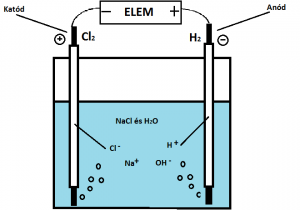 Katód
− ELEM +
Anód
+ Cl₂
H₂ −
NaCl és H₂O
Cl⁻
H⁺
Na⁺ OH⁻